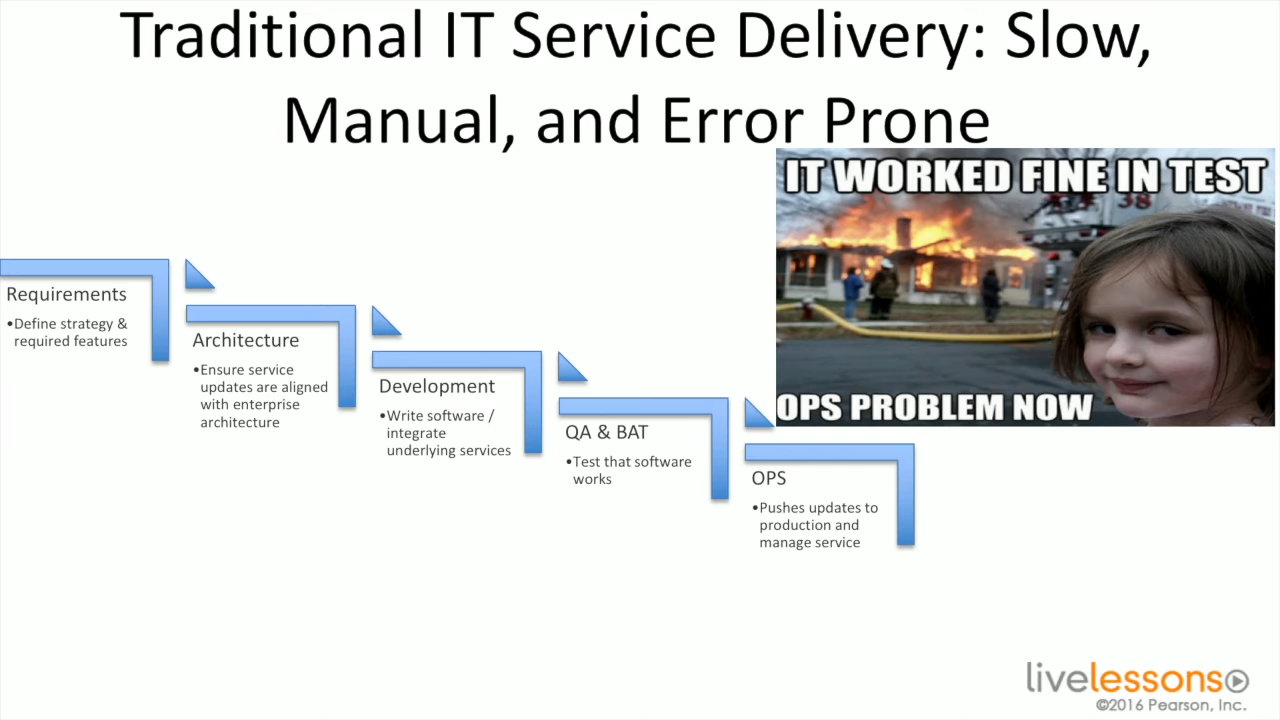 Traditional IT Service Delivery: Slow,
Manual, and Error Prone
IT WORKED FINE IN TEST
38
OPS PROBLEM NOW
Requirements
•Define strategy &
required features
Architecture
•Ensure service
updates are aligned
with enterprise
architecture
Development
•Write software /
integrate
underlying services
QA & BAT
•Test that software
works
OPS
•Pushes updates to
production and
manage service
livelessons
©2016 Pearson, Inc.